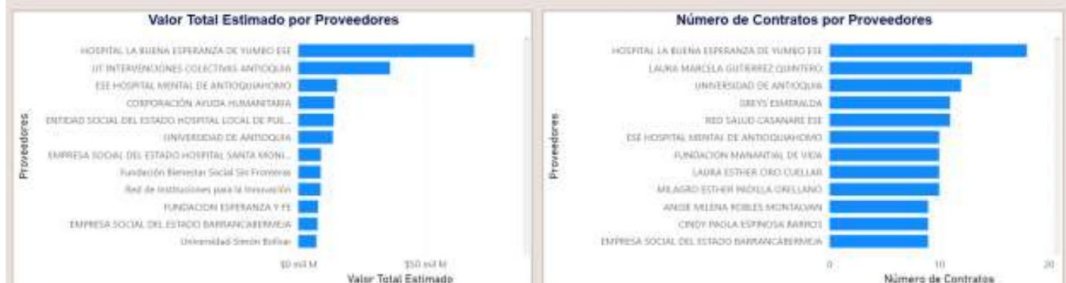 Valor Total Estimado por Proveedores
HOSPITAL LA BUENA ESPERANZA DE YUMBO ESE
UT INTERVENCIONES COLECTIVAS ANTIOQUIA
ESE HOSPITAL MENTAL DE ANTIOQUIAHOMO
CORPORACIÓN AYUDA HUMANITARIA
ENTIDAD SOCIAL DEL ESTADO HOSPITAL LOCAL DE PUE...
UNIVERSIDAD DE ANTIOQUIA
EMPRESA SOCIAL DEL ESTADO HOSPITAL SANTA MONI...
Fundación Bienestar Social Sin Fronteras
Red de Instituciones para la Innovación
FUNDACION ESPERANZA Y FE
EMPRESA SOCIAL DEL ESTADO BARRANCABERMEJA
Universidad Simón Bolívar
Proveedores
$0 mil M
$50 mil M
Valor Total Estimado
Número de Contratos por Proveedores
HOSPITAL LA BUENA ESPERANZA DE YUMBO ESE
LAURA MARCELA GUTIERREZ QUINTERO
UNIVERSIDAD DE ANTIOQUIA
GREYS ESMERALDA
RED SALUD CASANARE ESE
ESE HOSPITAL MENTAL DE ANTIOQUIAHOMO
FUNDACION MANANTIAL DE VIDA
LAURA ESTHER ORO CUELLAR
MILAGRO ESTHER PADILLA ORELLANO
ANGIE MILENA ROBLES MONTALVAN
CINDY PAOLA ESPINOSA BARROS
EMPRESA SOCIAL DEL ESTADO BARRANCABERMEJA
Proveedores
0
10
20
Número de Contratos